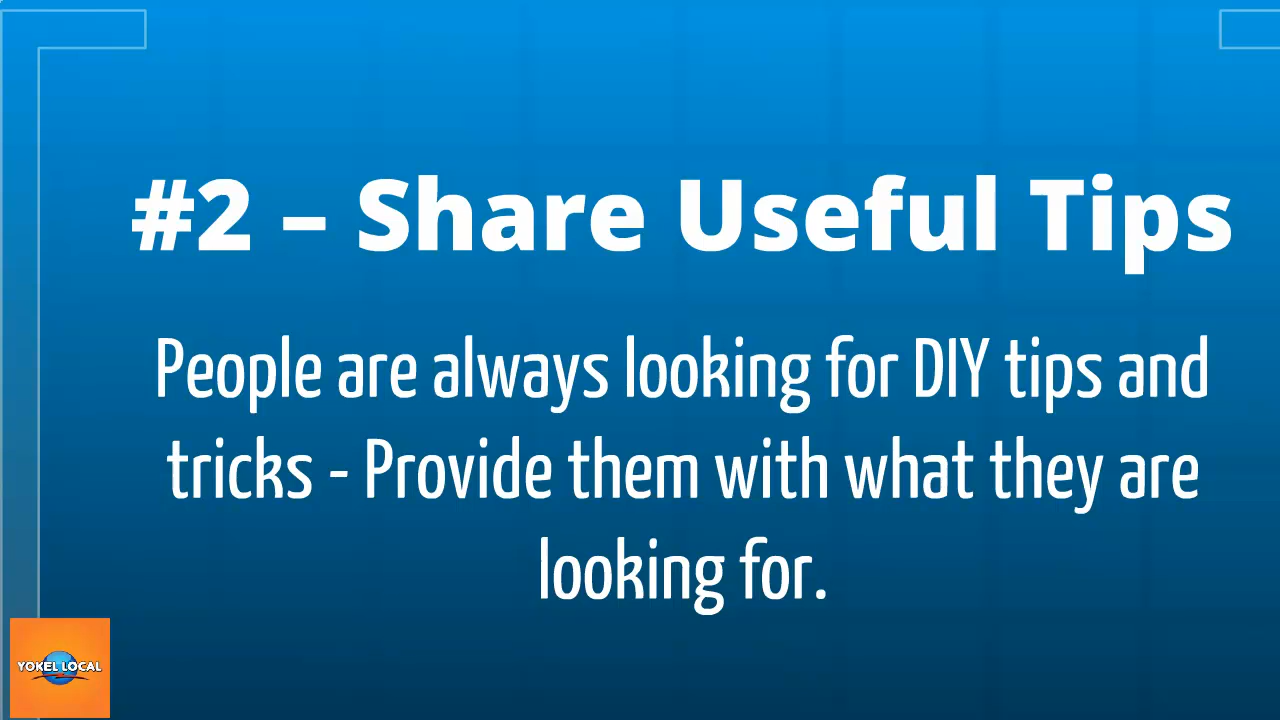 #2 – Share Useful Tips
People are always looking for DIY tips and
tricks - Provide them with what they are
looking for.
YOKEL LOCAL